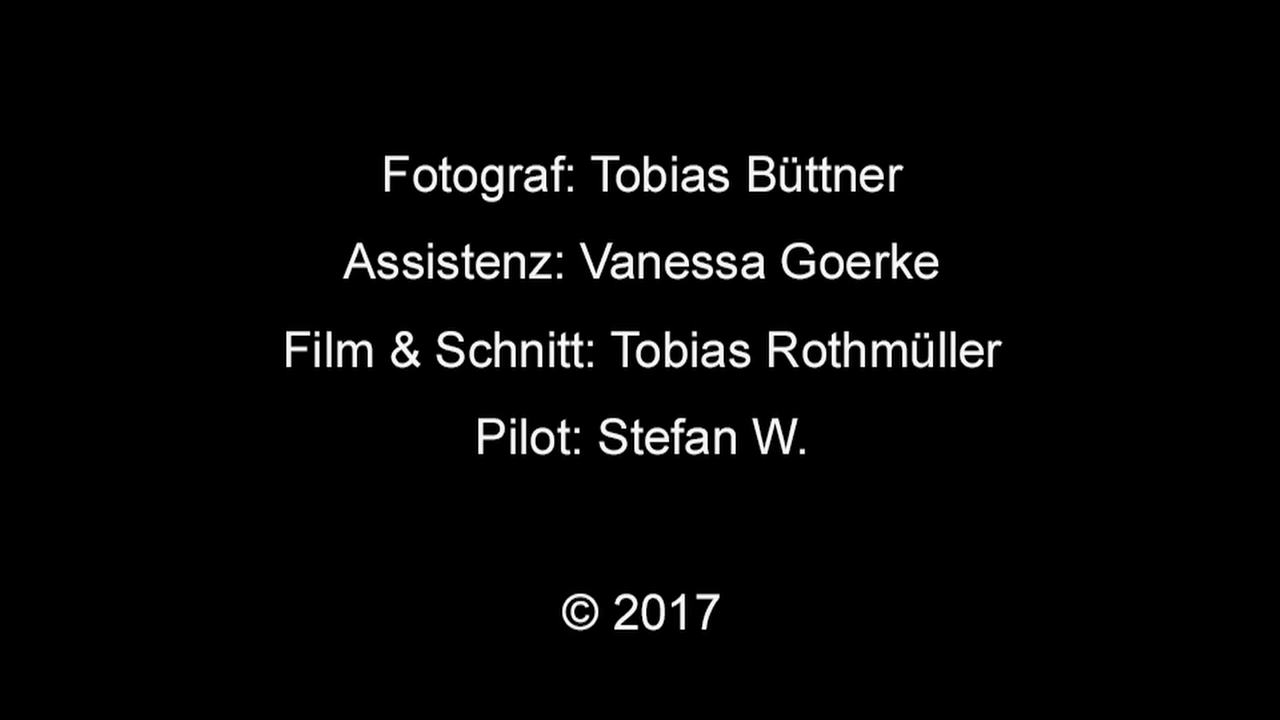 Fotograf: Tobias Büttner
Assistenz: Vanessa Goerke
Film & Schnitt: Tobias Rothmüller
Pilot: Stefan W.
© 2017